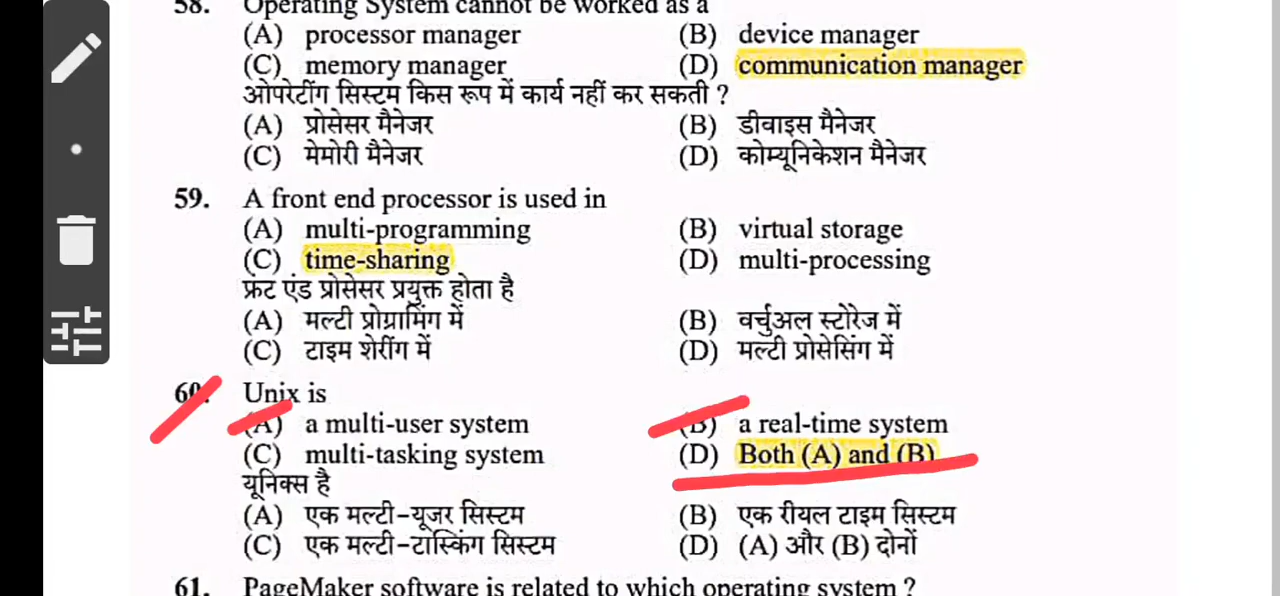 58. Operating System cannot be worked as a
(A) processor manager (B) device manager
(C) memory manager (D) communication manager
ओपरेटींग सिस्टम किस रूप में कार्य नहीं कर सकती ?
(A) प्रोसेसर मैनेजर (B) डीवाइस मैनेजर
(C) मेमोरी मैनेजर (D) कोम्यूनिकेशन मैनेजर
59. A front end processor is used in
(A) multi-programming (B) virtual storage
(C) time-sharing (D) multi-processing
फ्रंट एंड प्रोसेसर प्रयुक्त होता है
(A) मल्टी प्रोग्रामिंग में (B) वर्चुअल स्टोरेज में
(C) टाइम शेरींग में (D) मल्टी प्रोसेसिंग में
60. Unix is
(A) a multi-user system (B) a real-time system
(C) multi-tasking system (D) Both (A) and (B)
यूनिक्स है
(A) एक मल्टी-यूजर सिस्टम (B) एक रीयल टाइम सिस्टम
(C) एक मल्टी-टास्किंग सिस्टम (D) (A) और (B) दोनों
61. PageMaker software is related to which operating system ?